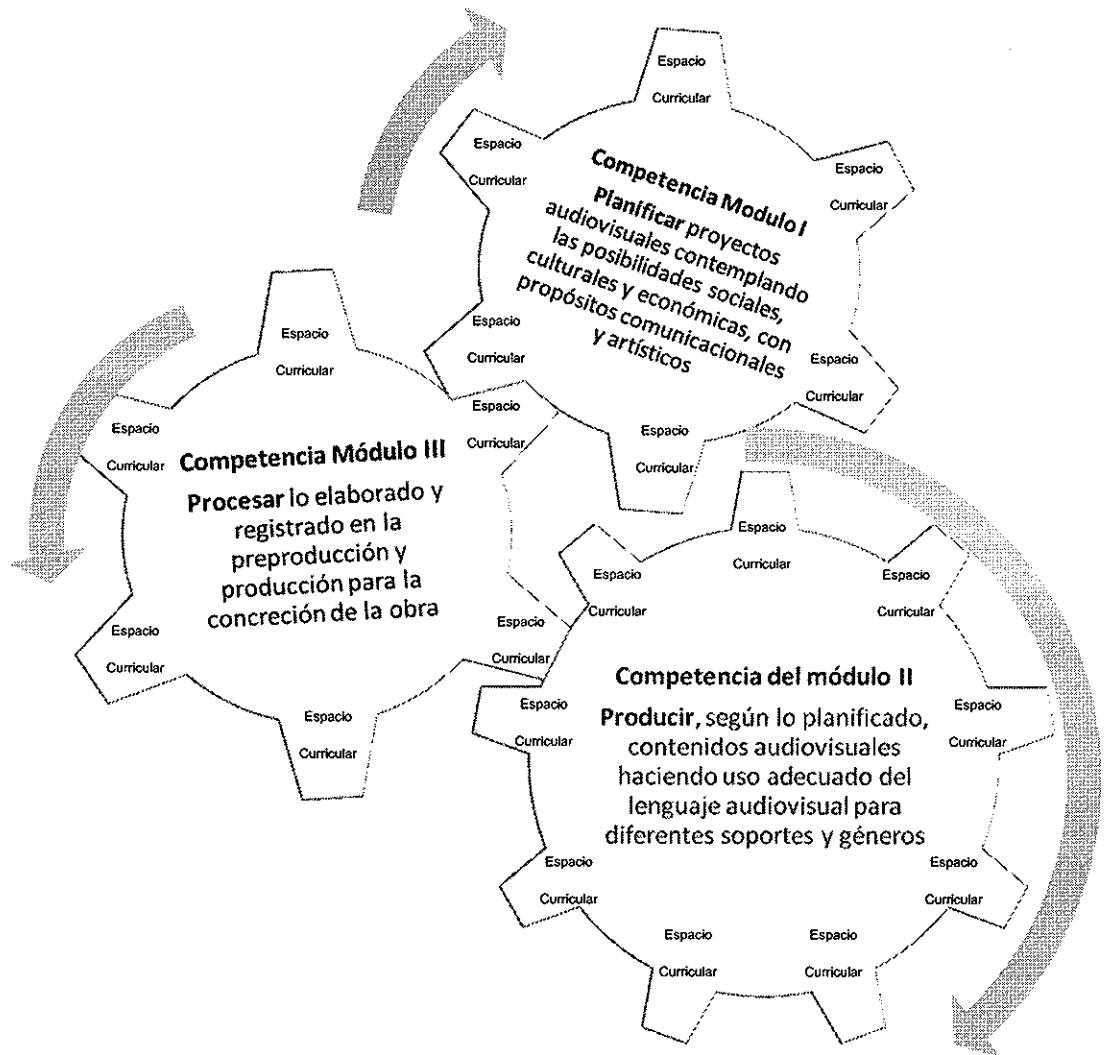 Espacio
Curricular
Espacio
Curricular
Espacio
Curricular
Competencia Modulo I
Planificar proyectos
audiovisuales contemplando
las posibilidades sociales,
culturales y económicas, con
propósitos comunicacionales
y artísticos
Espacio
Curricular
Espacio
Curricular
Espacio
Curricular
Espacio
Curricular
Espacio
Curricular
Espacio
Curricular
Competencia Módulo III
Procesar lo elaborado y
registrado en la
preproducción y
producción para la
concreción de la obra
Espacio
Curricular
Espacio
Curricular
Espacio
Curricular
Espacio
Curricular
Espacio
Curricular
Espacio
Curricular
Competencia del módulo II
Producir, según lo planificado,
contenidos audiovisuales
haciendo uso adecuado del
lenguaje audiovisual para
diferentes soportes y géneros
Espacio
Curricular
Espacio
Curricular
Espacio
Curricular
Espacio
Curricular
Espacio
Curricular
Espacio
Curricular